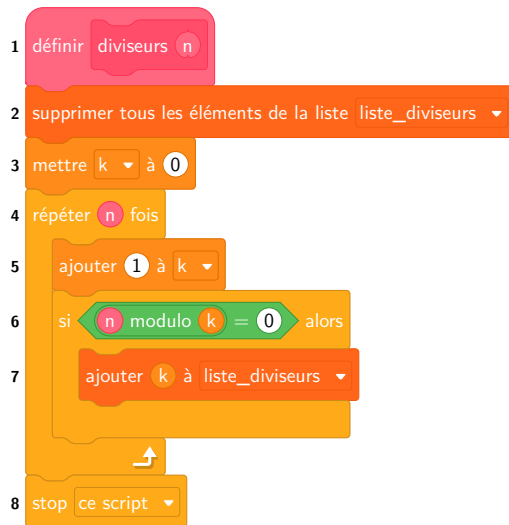 1 définir diviseurs n
2 supprimer tous les éléments de la liste liste_diviseurs
3 mettre k à 0
4 répéter n fois
5 ajouter 1 à k
6 si n modulo k = 0 alors
7 ajouter k à liste_diviseurs
8 stop ce script